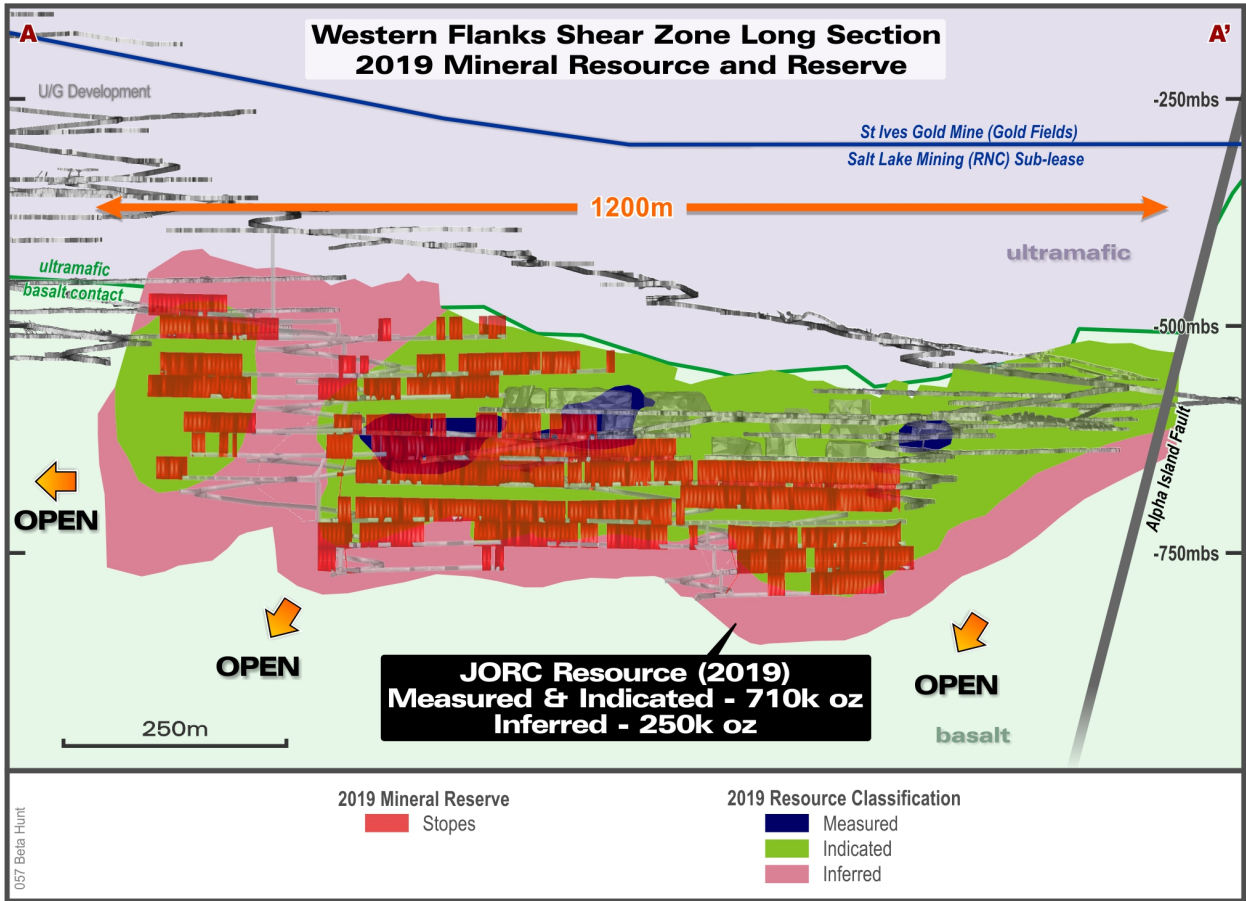 A
Western Flanks Shear Zone Long Section
2019 Mineral Resource and Reserve
A'
U/G Development
-250mbs
St Ives Gold Mine (Gold Fields)
Salt Lake Mining (RNC) Sub-lease
1200m
ultramafic
ultramafic
basalt contact
-500mbs
Alpha Island Fault
OPEN
-750mbs
OPEN
OPEN
JORC Resource (2019)
Measured & Indicated - 710k oz
Inferred - 250k oz
250m
basalt
057 Beta Hunt
2019 Mineral Reserve
Stopes
2019 Resource Classification
Measured
Indicated
Inferred